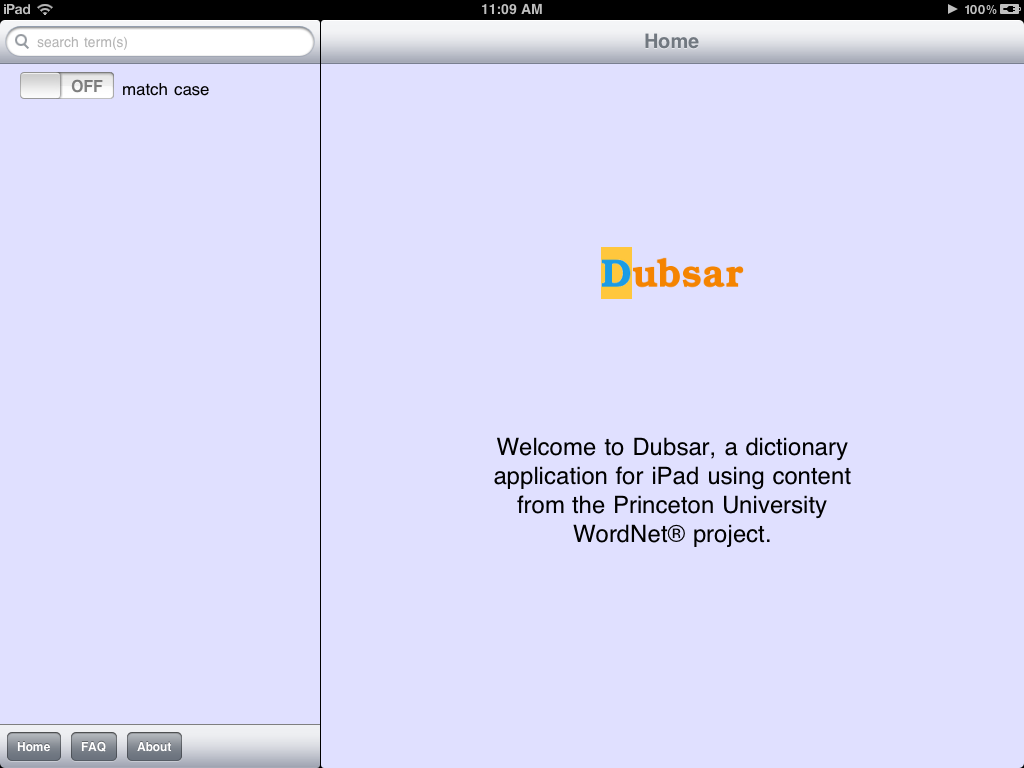 iPad 11:09 AM 100%
search term(s)
Home
OFF match case
Dubsar
Welcome to Dubsar, a dictionary
application for iPad using content
from the Princeton University
WordNet® project.
Home FAQ About